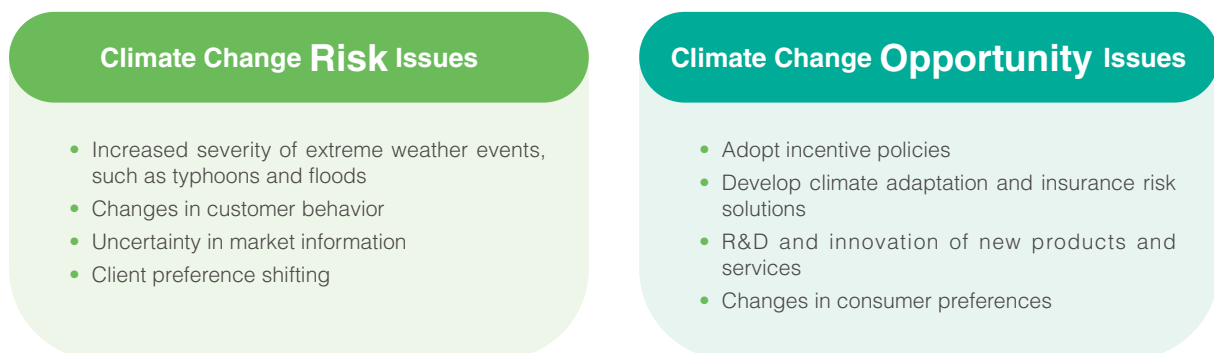 Climate Change Risk Issues
• Increased severity of extreme weather events,
such as typhoons and floods
• Changes in customer behavior
• Uncertainty in market information
• Client preference shifting
Climate Change Opportunity Issues
• Adopt incentive policies
• Develop climate adaptation and insurance risk
solutions
• R&D and innovation of new products and
services
• Changes in consumer preferences